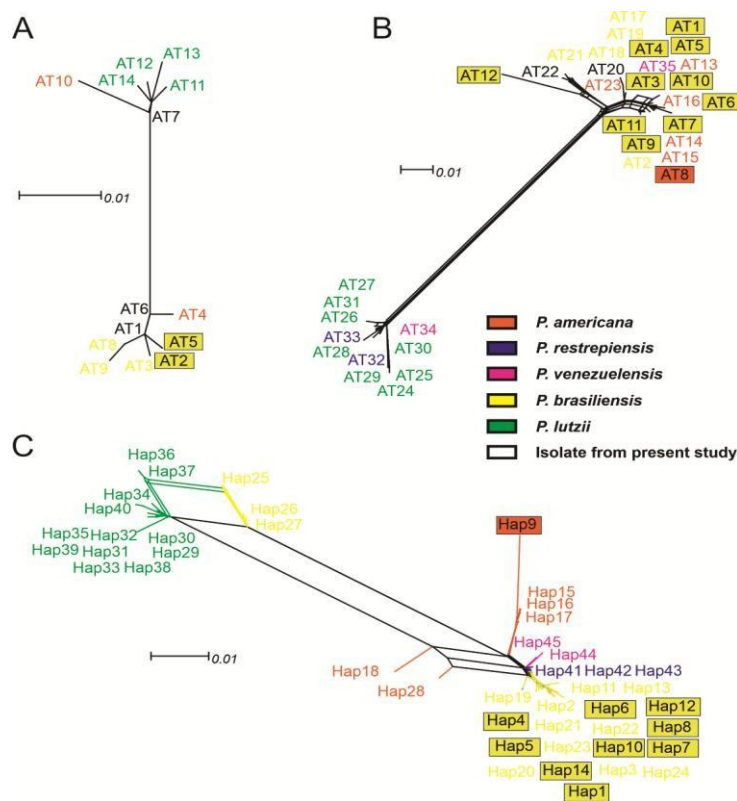 A
AT12
AT13
AT10
AT14
AT11
AT7
0.01
AT6
AT4
AT1
AT8
AT5
AT9
AT3
AT2
B
AT17
AT19
AT1
AT4
AT5
AT21
AT18
AT12
AT22
AT20
AT35
AT13
AT23
AT3
AT10
AT16
AT6
AT11
AT7
AT9
AT14
AT2
AT15
AT8
0.01
AT27
AT31
AT26
AT33
AT34
AT28
AT32
AT30
AT29
AT25
AT24
P. americana
P. restrepiensis
P. venezuelensis
P. brasiliensis
P. lutzii
Isolate from present study
C
Hap36
Hap37
Hap25
Hap34
Hap40
Hap26
Hap27
Hap35 Hap32 Hap30
Hap39 Hap31 Hap29
Hap33 Hap38
0.01
Hap9
Hap15
Hap16
Hap17
Hap45
Hap44
Hap18
Hap28
Hap41 Hap42 Hap43
Hap19 Hap2 Hap11 Hap13
Hap4 Hap21 Hap6 Hap12
Hap22 Hap8
Hap5 Hap23 Hap10 Hap7
Hap20 Hap14 Hap3 Hap24
Hap1